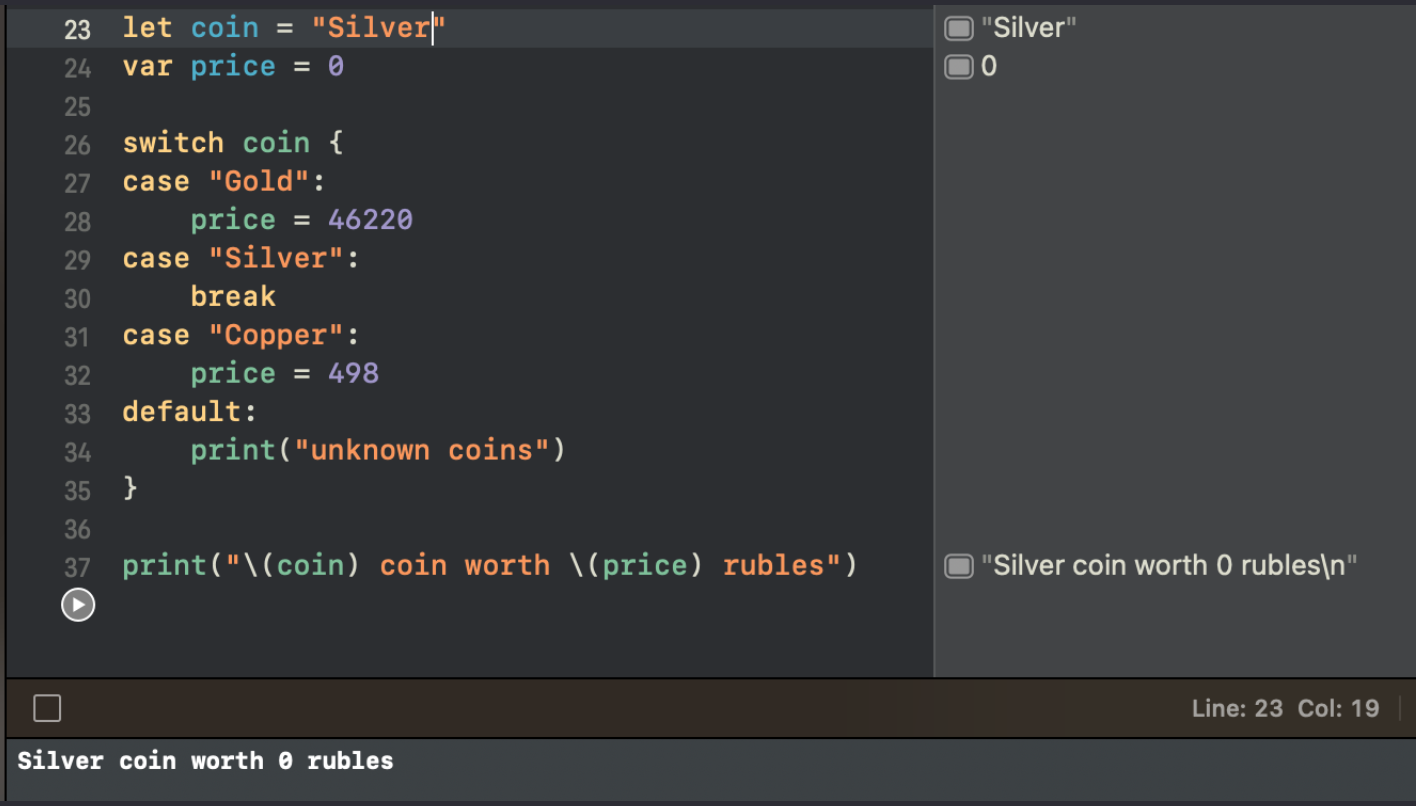 23 let coin = "Silver" "Silver"
24 var price = 0 0
25
26 switch coin {
27 case "Gold":
28     price = 46220
29 case "Silver":
30     break
31 case "Copper":
32     price = 498
33 default:
34     print("unknown coins")
35 }
36
37 print("\(coin) coin worth \(price) rubles") "Silver coin worth 0 rubles\n"
Line: 23 Col: 19
Silver coin worth 0 rubles